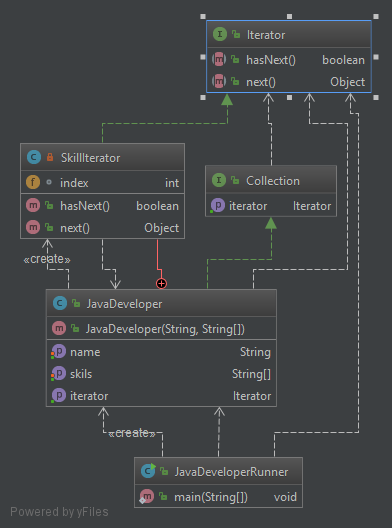 Iterator
hasNext() boolean
next() Object
SkillIterator
index int
hasNext() boolean
next() Object
Collection
iterator Iterator
«create»
JavaDeveloper
JavaDeveloper(String, String[])
name String
skils String[]
iterator Iterator
«create»
JavaDeveloperRunner
main(String[]) void
Powered by yFiles